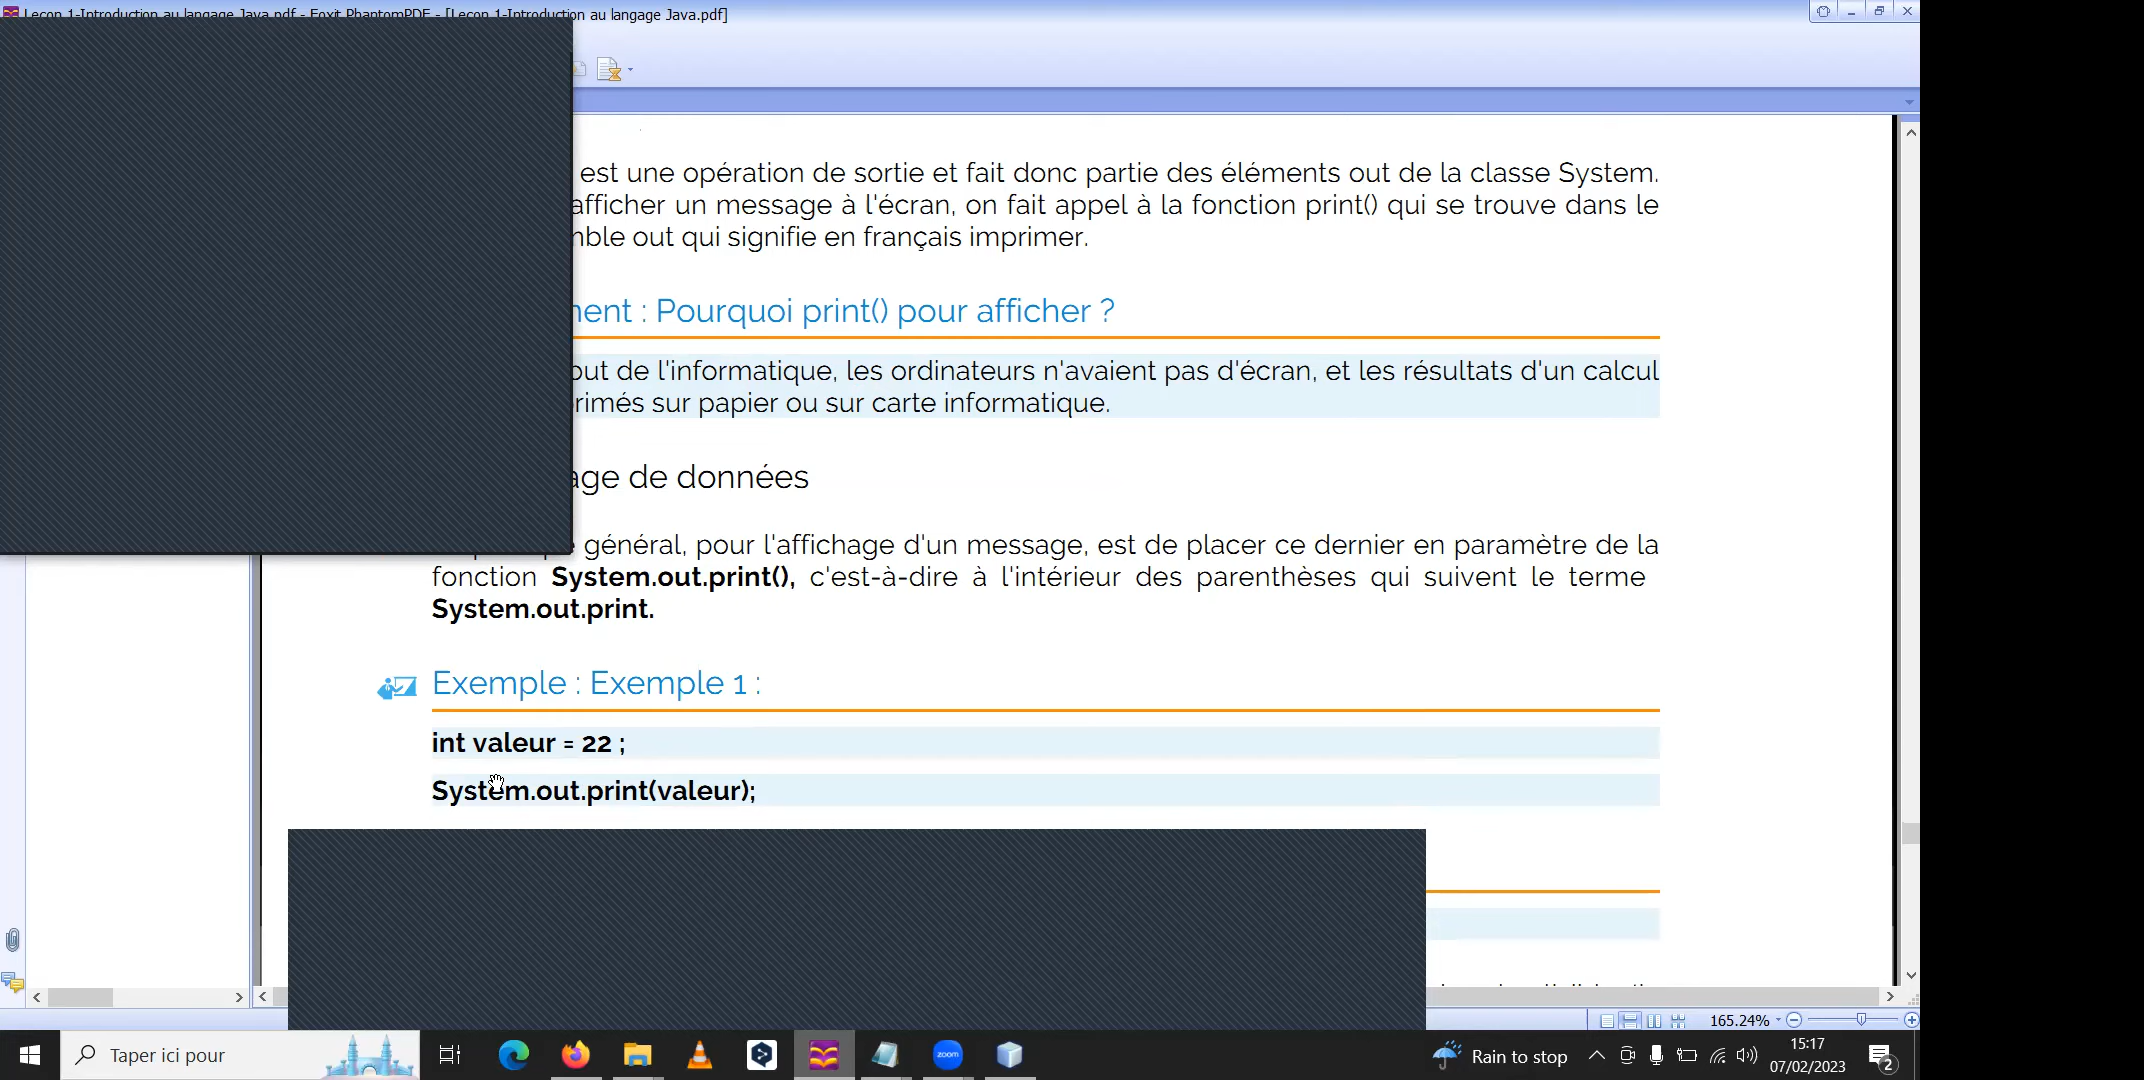 Leçon 1-Introduction au langage Java.pdf - Foxit PhantomPDF - [Leçon 1-Introduction au langage Java.pdf]
est une opération de sortie et fait donc partie des éléments out de la classe System.
afficher un message à l'écran, on fait appel à la fonction print() qui se trouve dans le
mble out qui signifie en français imprimer.
ment : Pourquoi print() pour afficher ?
but de l'informatique, les ordinateurs n'avaient pas d'écran, et les résultats d'un calcul
rimés sur papier ou sur carte informatique.
age de données
général, pour l'affichage d'un message, est de placer ce dernier en paramètre de la
fonction System.out.print(), c'est-à-dire à l'intérieur des parenthèses qui suivent le terme
System.out.print.
Exemple : Exemple 1 :
int valeur = 22 ;
System.out.print(valeur);
165.24%
Taper ici pour
zoom
Rain to stop
15:17
07/02/2023
2